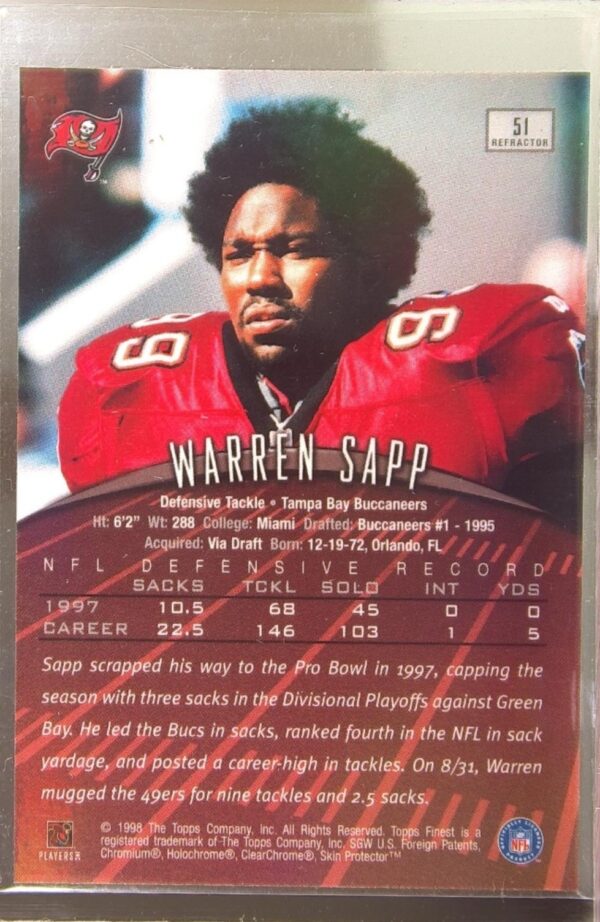 51
REFRACTOR
99
9
WARREN SAPP
Defensive Tackle • Tampa Bay Buccaneers
Ht: 6'2" Wt: 288 College: Miami Drafted: Buccaneers #1 - 1995
Acquired: Via Draft Born: 12-19-72, Orlando, FL
NFL DEFENSIVE RECORD
SACKS TCKL SOLO INT YDS
1997 10.5 68 45 0 0
CAREER 22.5 146 103 1 5
Sapp scrapped his way to the Pro Bowl in 1997, capping the
season with three sacks in the Divisional Playoffs against Green
Bay. He led the Bucs in sacks, ranked fourth in the NFL in sack
yardage, and posted a career-high in tackles. On 8/31, Warren
mugged the 49ers for nine tackles and 2.5 sacks.
© 1998 The Topps Company, Inc. All Rights Reserved. Topps Finest is a
registered trademark of The Topps Company, Inc. SGW U.S. Foreign Patents,
Chromium®, Holochrome®, ClearChrome®, Skin Protector™
PLAYERS
NFL